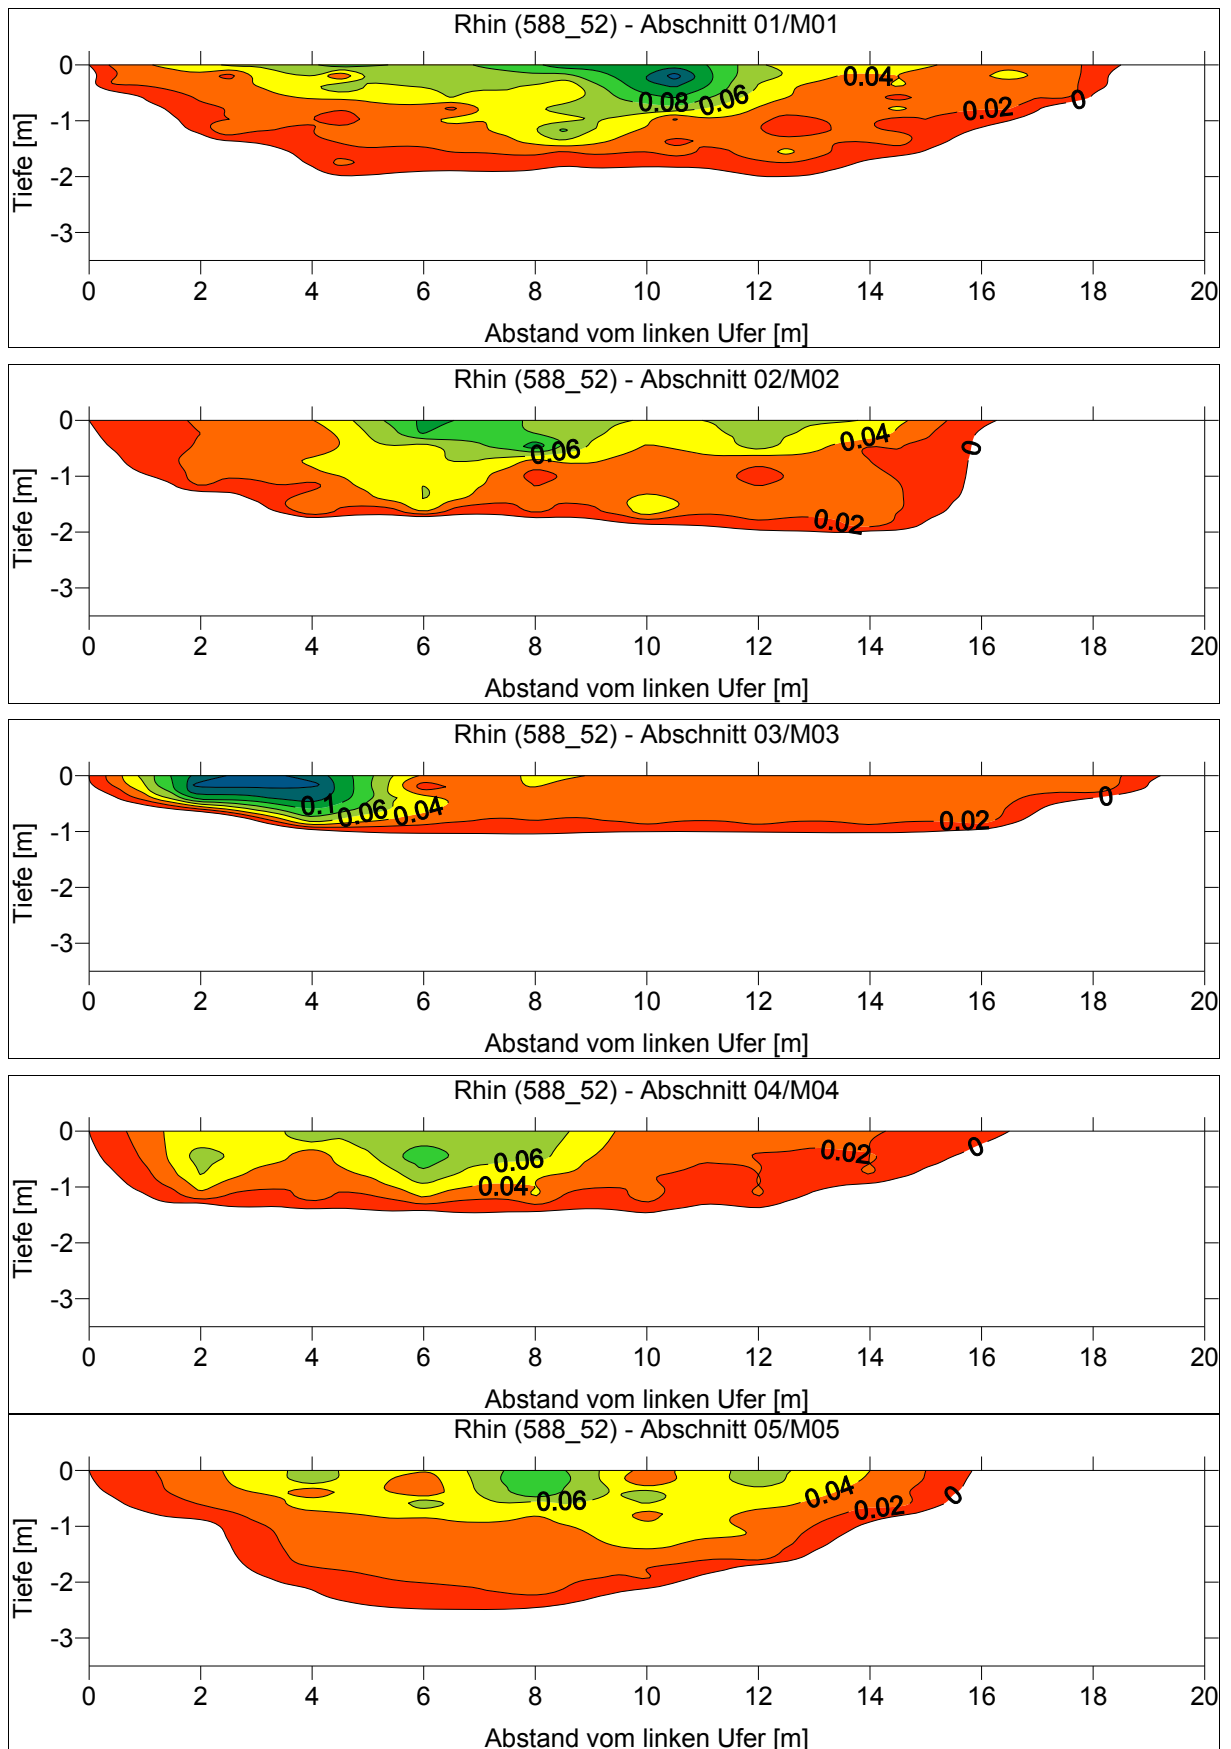 Rhin (588_52) - Abschnitt 01/M01
0
0.04
0.08 0.06
0.02 0
-1
-2
-3
Tiefe [m]
0 2 4 6 8 10 12 14 16 18 20
Abstand vom linken Ufer [m]
Rhin (588_52) - Abschnitt 02/M02
0
0.06 0.04 0
-1
0.02
-2
-3
Tiefe [m]
0 2 4 6 8 10 12 14 16 18 20
Abstand vom linken Ufer [m]
Rhin (588_52) - Abschnitt 03/M03
0
0.1 0.06 0.04 0
0.02
-1
-2
-3
Tiefe [m]
0 2 4 6 8 10 12 14 16 18 20
Abstand vom linken Ufer [m]
Rhin (588_52) - Abschnitt 04/M04
0
0.06 0.02 0
0.04
-1
-2
-3
Tiefe [m]
0 2 4 6 8 10 12 14 16 18 20
Abstand vom linken Ufer [m]
Rhin (588_52) - Abschnitt 05/M05
0
0.06 0.04 0.02 0
-1
-2
-3
Tiefe [m]
0 2 4 6 8 10 12 14 16 18 20
Abstand vom linken Ufer [m]